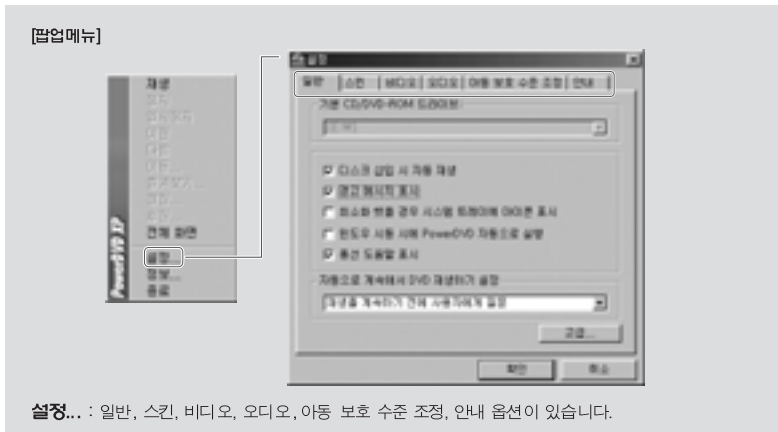 [팝업메뉴]
재생
전체 화면
설정...
정보...
종료
PowerDVD XP
설정
일반 스킨 비디오 오디오 아동 보호 수준 조정 안내
기본 CD/DVD-ROM 드라이브:
디스크 삽입 시 자동 재생
경고 메시지 표시
최소화 했을 경우 시스템 트레이에 아이콘 표시
윈도우 시동 시에 PowerDVD 자동으로 실행
풍선 도움말 표시
자동으로 계속해서 DVD 재생하기 설정
재생을 계속하기 전에 사용자에게 질문
고급...
확인 취소
설정... : 일반, 스킨, 비디오, 오디오, 아동 보호 수준 조정, 안내 옵션이 있습니다.